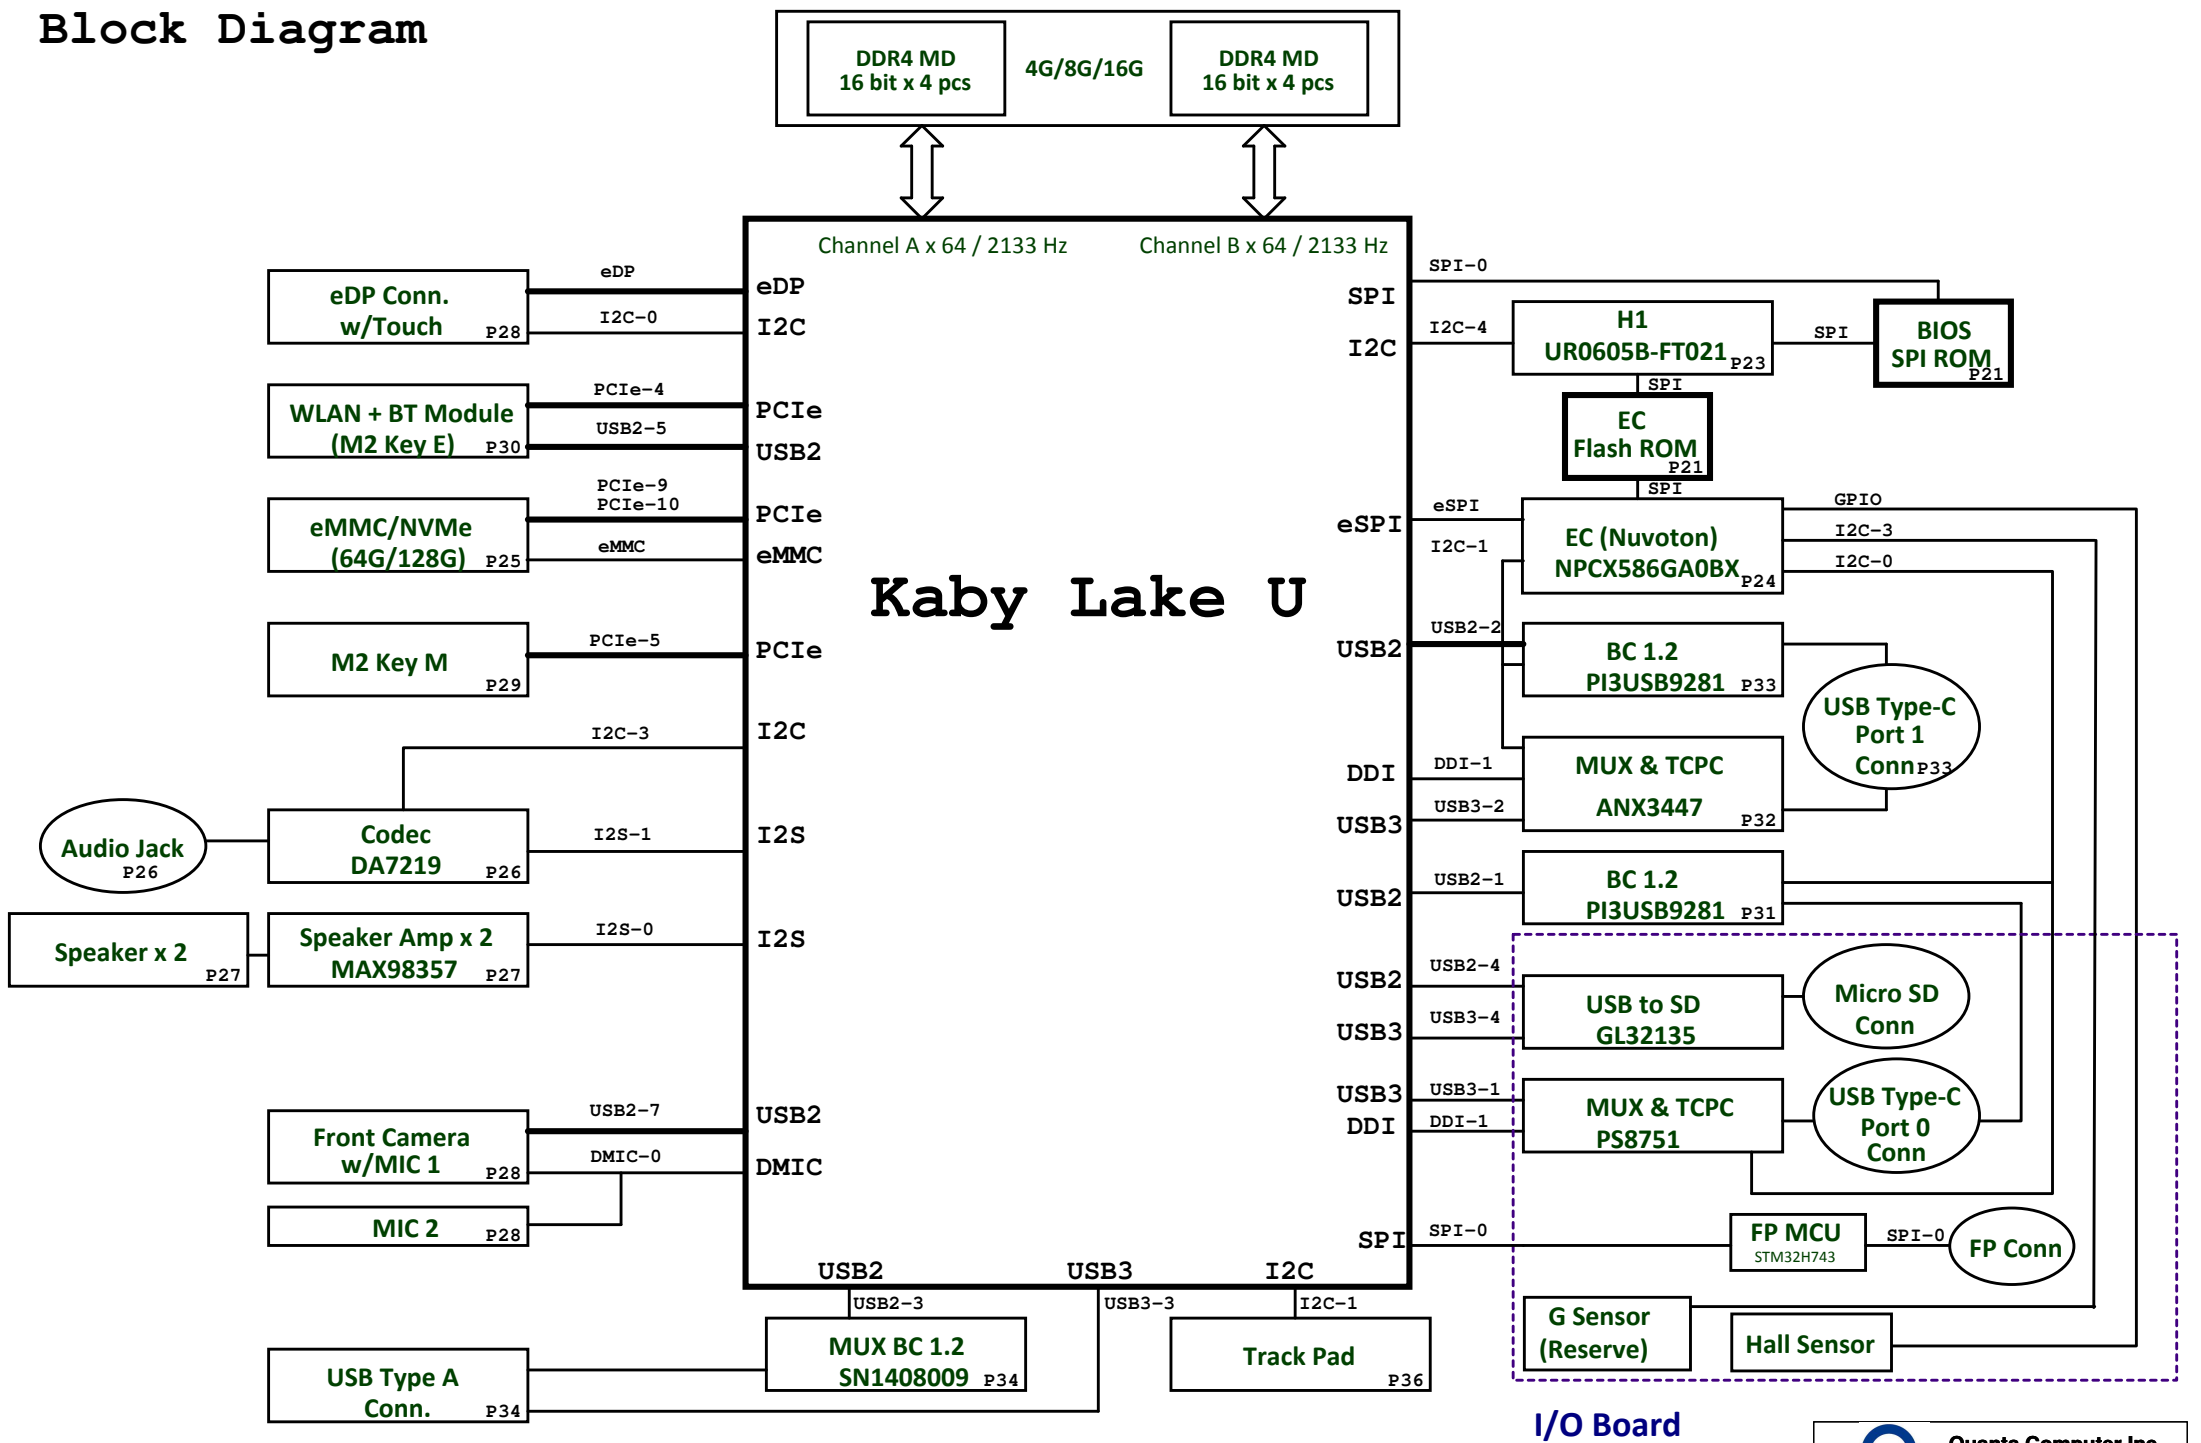 Block Diagram
DDR4 MD
16 bit x 4 pcs
4G/8G/16G
DDR4 MD
16 bit x 4 pcs
Channel A x 64 / 2133 Hz
Channel B x 64 / 2133 Hz
Kaby Lake U
eDP Conn.
w/Touch
P28
eDP
I2C-0
eDP
I2C
WLAN + BT Module
(M2 Key E)
P30
PCIe-4
USB2-5
PCIe
USB2
eMMC/NVMe
(64G/128G)
P25
PCIe-9
PCIe-10
eMMC
PCIe
eMMC
M2 Key M
P29
PCIe-5
PCIe
I2C-3
I2C
Audio Jack
P26
Codec
DA7219
P26
I2S-1
I2S
Speaker x 2
P27
Speaker Amp x 2
MAX98357
P27
I2S-0
I2S
Front Camera
w/MIC 1
P28
USB2-7
DMIC-0
USB2
DMIC
MIC 2
P28
USB2
USB3
I2C
USB2-3
USB3-3
I2C-1
MUX BC 1.2
SN1408009
P34
USB Type A
Conn.
P34
Track Pad
P36
SPI
SPI-0
I2C
I2C-4
H1
UR0605B-FT021
P23
SPI
BIOS
SPI ROM
P21
SPI
EC
Flash ROM
P21
SPI
eSPI
eSPI
I2C-1
EC (Nuvoton)
NPCX586GA0BX
P24
GPIO
I2C-3
I2C-0
USB2
USB2-2
BC 1.2
PI3USB9281
P33
USB Type-C
Port 1
Conn
P33
DDI
DDI-1
USB3
USB3-2
MUX & TCPC
ANX3447
P32
USB2
USB2-1
BC 1.2
PI3USB9281
P31
USB2
USB2-4
USB3
USB3-4
USB to SD
GL32135
Micro SD
Conn
USB3
USB3-1
DDI
DDI-1
MUX & TCPC
PS8751
USB Type-C
Port 0
Conn
SPI
SPI-0
FP MCU
STM32H743
SPI-0
FP Conn
G Sensor
(Reserve)
Hall Sensor
I/O Board
Quanta Computer Inc